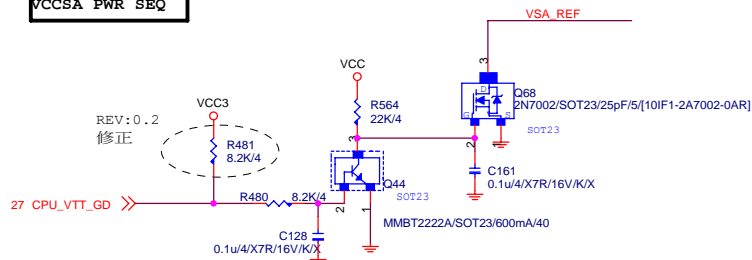 VCCSA PWR SEQ
VSA_REF
VCC
3
D
Q68
2N7002/SOT23/25pF/5/[10IF1-2A7002-0AR]
G
S
SOT23
2
1
VCC3
R564
22K/4
REV:0.2
修正
R481
8.2K/4
3
Q44
SOT23
C161
0.1u/4/X7R/16V/K/X
27 CPU_VTT_GD
R480
8.2K/4
2
1
MMBT2222A/SOT23/600mA/40
C128
0.1u/4/X7R/16V/K/X